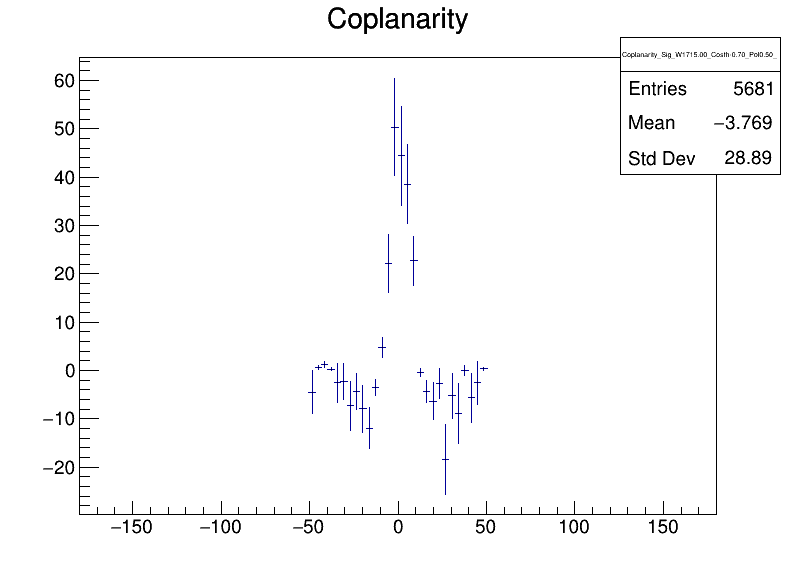 Coplanarity
Coplanarity_Sig_W1715.00_Costh-0.70_Pol0.50_
Entries 5681
Mean −3.769
Std Dev 28.89
60
50
40
30
20
10
0
−10
−20
−150 −100 −50 0 50 100 150